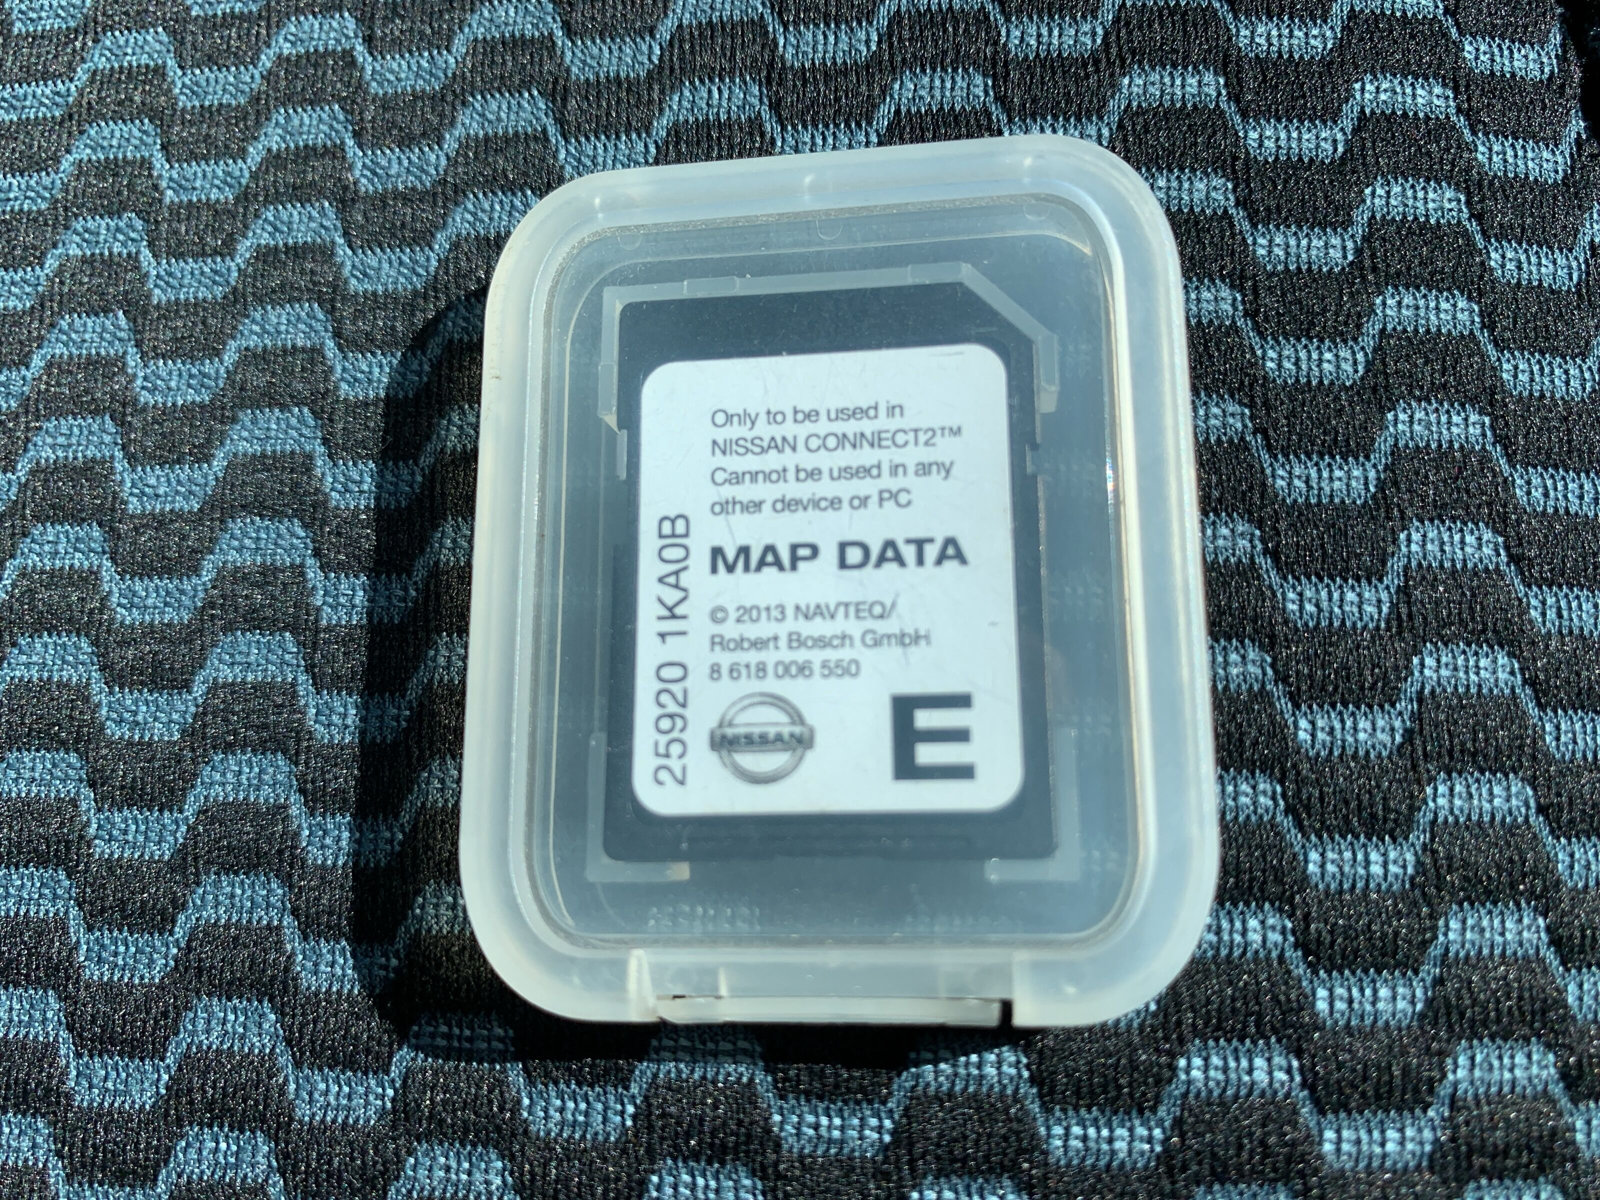 Only to be used in
NISSAN CONNECT2™
Cannot be used in any
other device or PC
MAP DATA
© 2013 NAVTEQ/
Robert Bosch GmbH
8 618 006 550
25920 1KA0B
NISSAN
E